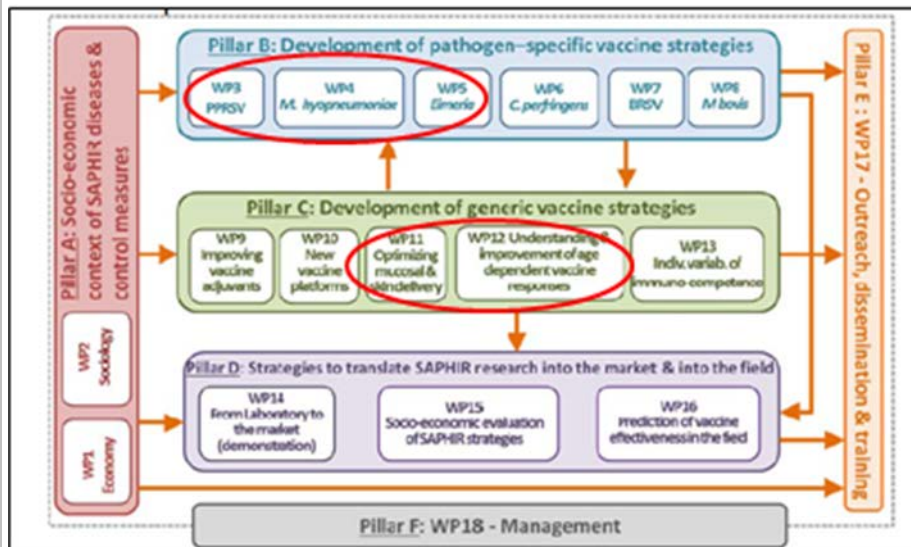 Pillar A: Socio-economic
context of SAPHIR diseases &
control measures
WP2
Sociology
WP1
Economy
Pillar B: Development of pathogen–specific vaccine strategies
WP3
PPRSV
WP4
M. hyopneumoniae
WP5
Eimeria
WP6
C.perfringens
WP7
BRSV
WP8
M bovis
Pillar C: Development of generic vaccine strategies
WP9
Improving
vaccine
adjuvants
WP10
New
vaccine
platforms
WP11
Optimizing
mucosal &
skin delivery
WP12 Understanding &
improvement of age
dependent vaccine
responses
WP13
Indiv. variab. of
immuno-competence
Pillar D: Strategies to translate SAPHIR research into the market & into the field
WP14
From Laboratory to
the market
(demonstration)
WP15
Socio-economic evaluation
of SAPHIR strategies
WP16
Prediction of vaccine
effectiveness in the field
Pillar E : WP17 - Outreach, dissemination & training
Pillar F: WP18 - Management